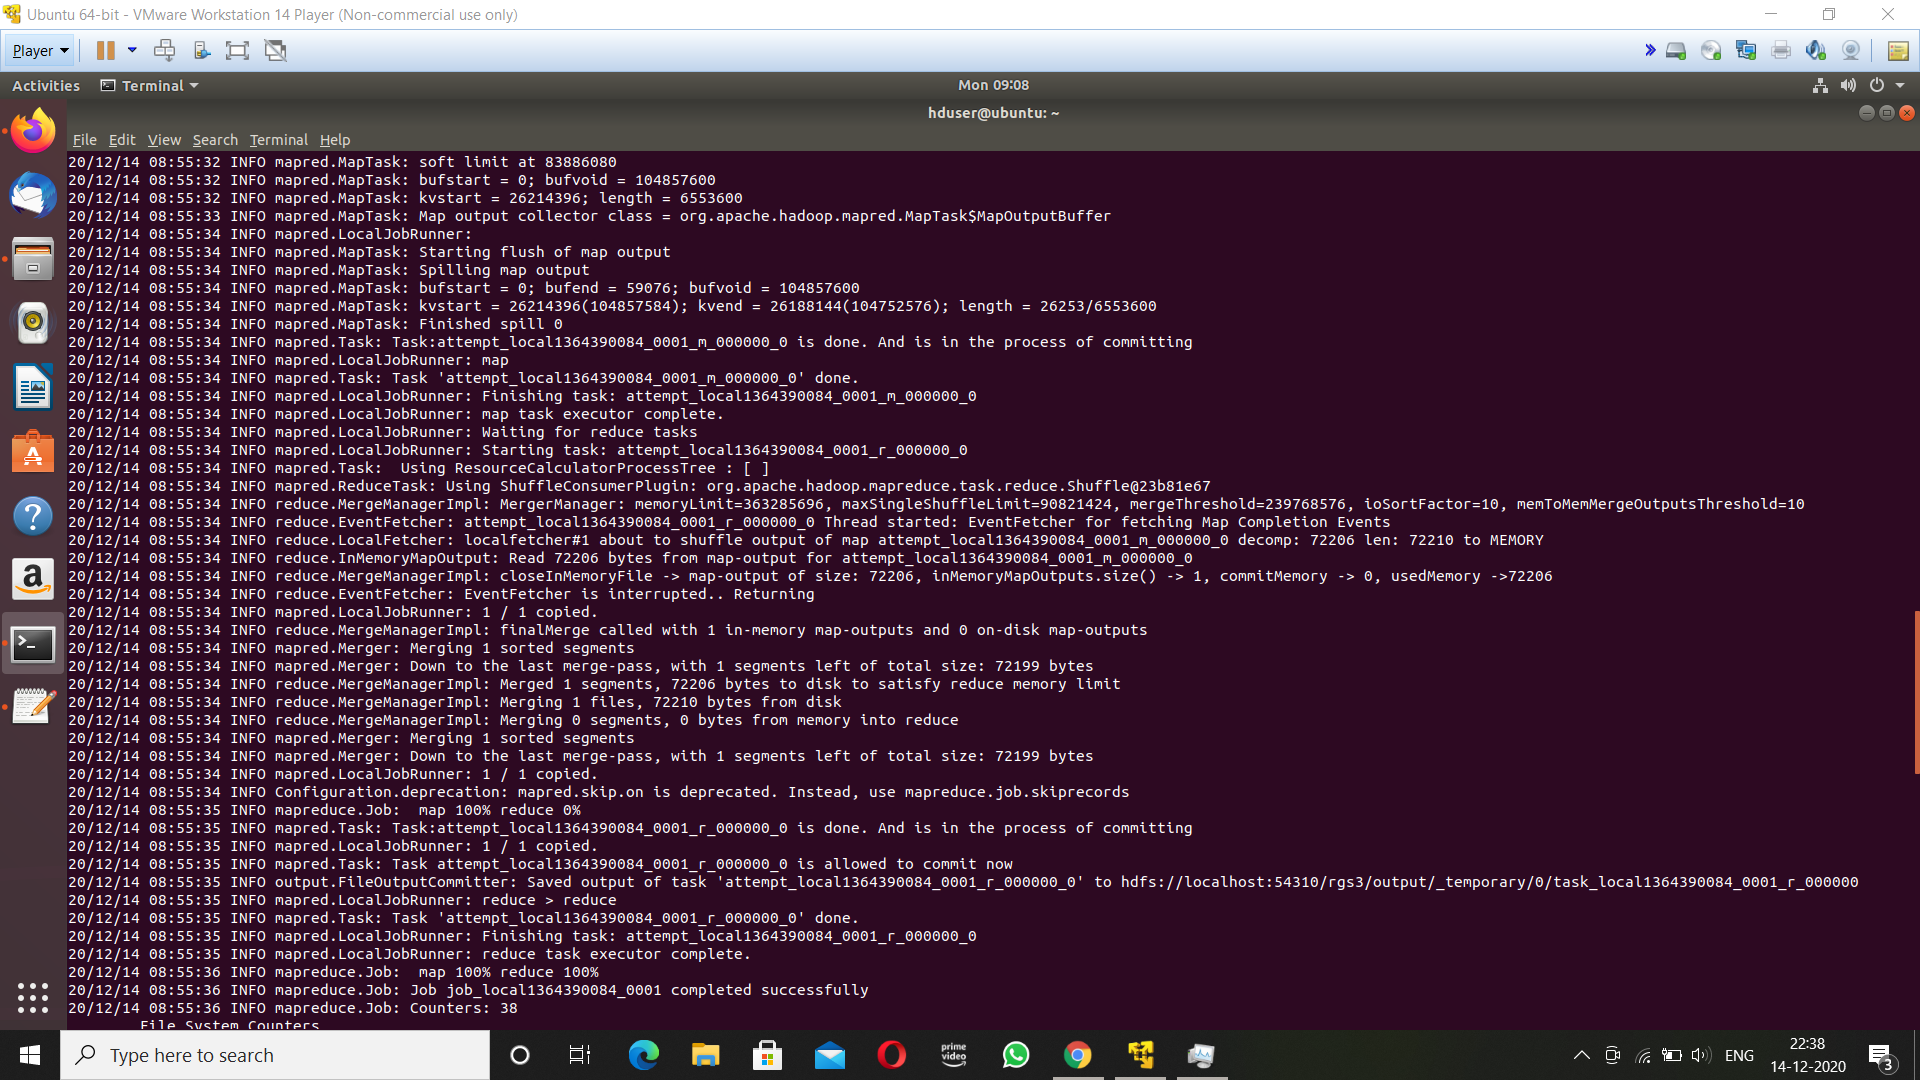 Ubuntu 64-bit - VMware Workstation 14 Player (Non-commercial use only)
Player
Activities Terminal Mon 09:08
hduser@ubuntu: ~
File Edit View Search Terminal Help
20/12/14 08:55:32 INFO mapred.MapTask: soft limit at 83886080
20/12/14 08:55:32 INFO mapred.MapTask: bufstart = 0; bufvoid = 104857600
20/12/14 08:55:32 INFO mapred.MapTask: kvstart = 26214396; length = 6553600
20/12/14 08:55:33 INFO mapred.MapTask: Map output collector class = org.apache.hadoop.mapred.MapTask$MapOutputBuffer
20/12/14 08:55:34 INFO mapred.LocalJobRunner:
20/12/14 08:55:34 INFO mapred.MapTask: Starting flush of map output
20/12/14 08:55:34 INFO mapred.MapTask: Spilling map output
20/12/14 08:55:34 INFO mapred.MapTask: bufstart = 0; bufend = 59076; bufvoid = 104857600
20/12/14 08:55:34 INFO mapred.MapTask: kvstart = 26214396(104857584); kvend = 26188144(104752576); length = 26253/6553600
20/12/14 08:55:34 INFO mapred.MapTask: Finished spill 0
20/12/14 08:55:34 INFO mapred.Task: Task:attempt_local1364390084_0001_m_000000_0 is done. And is in the process of committing
20/12/14 08:55:34 INFO mapred.LocalJobRunner: map
20/12/14 08:55:34 INFO mapred.Task: Task 'attempt_local1364390084_0001_m_000000_0' done.
20/12/14 08:55:34 INFO mapred.LocalJobRunner: Finishing task: attempt_local1364390084_0001_m_000000_0
20/12/14 08:55:34 INFO mapred.LocalJobRunner: map task executor complete.
20/12/14 08:55:34 INFO mapred.LocalJobRunner: Waiting for reduce tasks
20/12/14 08:55:34 INFO mapred.LocalJobRunner: Starting task: attempt_local1364390084_0001_r_000000_0
20/12/14 08:55:34 INFO mapred.Task:  Using ResourceCalculatorProcessTree : [ ]
20/12/14 08:55:34 INFO mapred.ReduceTask: Using ShuffleConsumerPlugin: org.apache.hadoop.mapreduce.task.reduce.Shuffle@23b81e67
20/12/14 08:55:34 INFO reduce.MergeManagerImpl: MergerManager: memoryLimit=363285696, maxSingleShuffleLimit=90821424, mergeThreshold=239768576, ioSortFactor=10, memToMemMergeOutputsThreshold=10
20/12/14 08:55:34 INFO reduce.EventFetcher: attempt_local1364390084_0001_r_000000_0 Thread started: EventFetcher for fetching Map Completion Events
20/12/14 08:55:34 INFO reduce.LocalFetcher: localfetcher#1 about to shuffle output of map attempt_local1364390084_0001_m_000000_0 decomp: 72206 len: 72210 to MEMORY
20/12/14 08:55:34 INFO reduce.InMemoryMapOutput: Read 72206 bytes from map-output for attempt_local1364390084_0001_m_000000_0
20/12/14 08:55:34 INFO reduce.MergeManagerImpl: closeInMemoryFile -> map-output of size: 72206, inMemoryMapOutputs.size() -> 1, commitMemory -> 0, usedMemory ->72206
20/12/14 08:55:34 INFO reduce.EventFetcher: EventFetcher is interrupted.. Returning
20/12/14 08:55:34 INFO mapred.LocalJobRunner: 1 / 1 copied.
20/12/14 08:55:34 INFO reduce.MergeManagerImpl: finalMerge called with 1 in-memory map-outputs and 0 on-disk map-outputs
20/12/14 08:55:34 INFO mapred.Merger: Merging 1 sorted segments
20/12/14 08:55:34 INFO mapred.Merger: Down to the last merge-pass, with 1 segments left of total size: 72199 bytes
20/12/14 08:55:34 INFO reduce.MergeManagerImpl: Merged 1 segments, 72206 bytes to disk to satisfy reduce memory limit
20/12/14 08:55:34 INFO reduce.MergeManagerImpl: Merging 1 files, 72210 bytes from disk
20/12/14 08:55:34 INFO reduce.MergeManagerImpl: Merging 0 segments, 0 bytes from memory into reduce
20/12/14 08:55:34 INFO mapred.Merger: Merging 1 sorted segments
20/12/14 08:55:34 INFO mapred.Merger: Down to the last merge-pass, with 1 segments left of total size: 72199 bytes
20/12/14 08:55:34 INFO mapred.LocalJobRunner: 1 / 1 copied.
20/12/14 08:55:34 INFO Configuration.deprecation: mapred.skip.on is deprecated. Instead, use mapreduce.job.skiprecords
20/12/14 08:55:35 INFO mapreduce.Job:  map 100% reduce 0%
20/12/14 08:55:35 INFO mapred.Task: Task:attempt_local1364390084_0001_r_000000_0 is done. And is in the process of committing
20/12/14 08:55:35 INFO mapred.LocalJobRunner: 1 / 1 copied.
20/12/14 08:55:35 INFO mapred.Task: Task attempt_local1364390084_0001_r_000000_0 is allowed to commit now
20/12/14 08:55:35 INFO output.FileOutputCommitter: Saved output of task 'attempt_local1364390084_0001_r_000000_0' to hdfs://localhost:54310/rgs3/output/_temporary/0/task_local1364390084_0001_r_000000
20/12/14 08:55:35 INFO mapred.LocalJobRunner: reduce > reduce
20/12/14 08:55:35 INFO mapred.Task: Task 'attempt_local1364390084_0001_r_000000_0' done.
20/12/14 08:55:35 INFO mapred.LocalJobRunner: Finishing task: attempt_local1364390084_0001_r_000000_0
20/12/14 08:55:35 INFO mapred.LocalJobRunner: reduce task executor complete.
20/12/14 08:55:36 INFO mapreduce.Job:  map 100% reduce 100%
20/12/14 08:55:36 INFO mapreduce.Job: Job job_local1364390084_0001 completed successfully
20/12/14 08:55:36 INFO mapreduce.Job: Counters: 38
File System Counters
Type here to search
prime video
ENG
22:38
14-12-2020
3